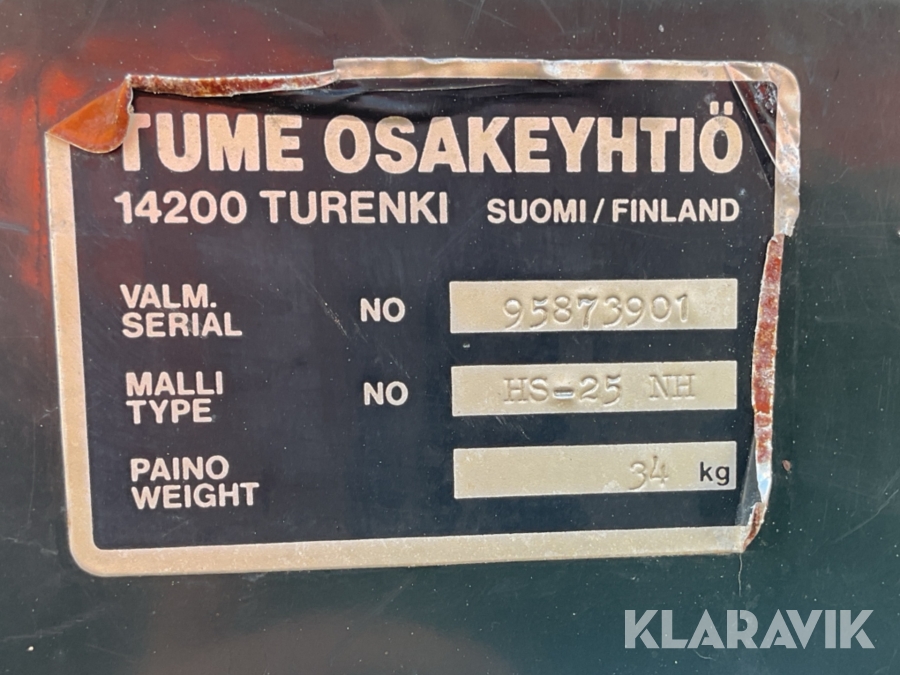 TUME OSAKEYHTIÖ
14200 TURENKI SUOMI / FINLAND
VALM. SERIAL NO 95873901
MALLI TYPE NO HS-25 NH
PAINO WEIGHT 34 kg
KLARAVIK